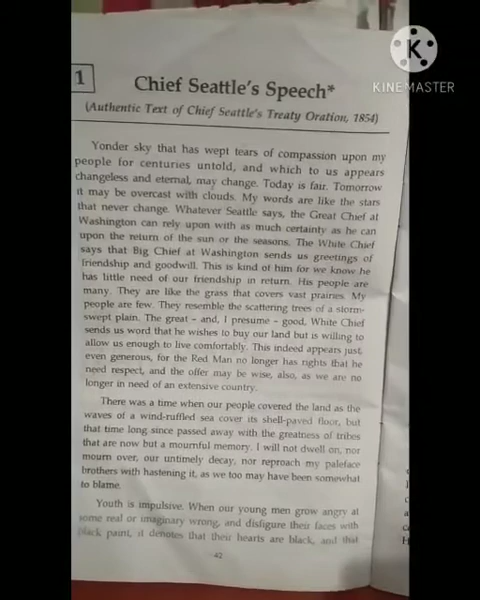 KINEMASTER
1
Chief Seattle's Speech*
(Authentic Text of Chief Seattle's Treaty Oration, 1854)
Yonder sky that has wept tears of compassion upon my
people for centuries untold, and which to us appears
changeless and eternal, may change. Today is fair. Tomorrow
it may be overcast with clouds. My words are like the stars
that never change. Whatever Seattle says, the Great Chief at
Washington can rely upon with as much certainty as he can
upon the return of the sun or the seasons. The White Chief
says that Big Chief at Washington sends us greetings of
friendship and goodwill. This is kind of him for we know he
has little need of our friendship in return. His people are
many. They are like the grass that covers vast prairies. My
people are few. They resemble the scattering trees of a storm-
swept plain. The great – and, I presume – good, White Chief
sends us word that he wishes to buy our land but is willing to
allow us enough to live comfortably. This indeed appears just,
even generous, for the Red Man no longer has rights that he
need respect, and the offer may be wise, also, as we are no
longer in need of an extensive country.
There was a time when our people covered the land as the
waves of a wind-ruffled sea cover its shell-paved floor, but
that time long since passed away with the greatness of tribes
that are now but a mournful memory. I will not dwell on, nor
mourn over, our untimely decay, nor reproach my paleface
brothers with hastening it, as we too may have been somewhat
to blame.
Youth is impulsive. When our young men grow angry at
some real or imaginary wrong, and disfigure their faces with
black paint, it denotes that their hearts are black, and that
42